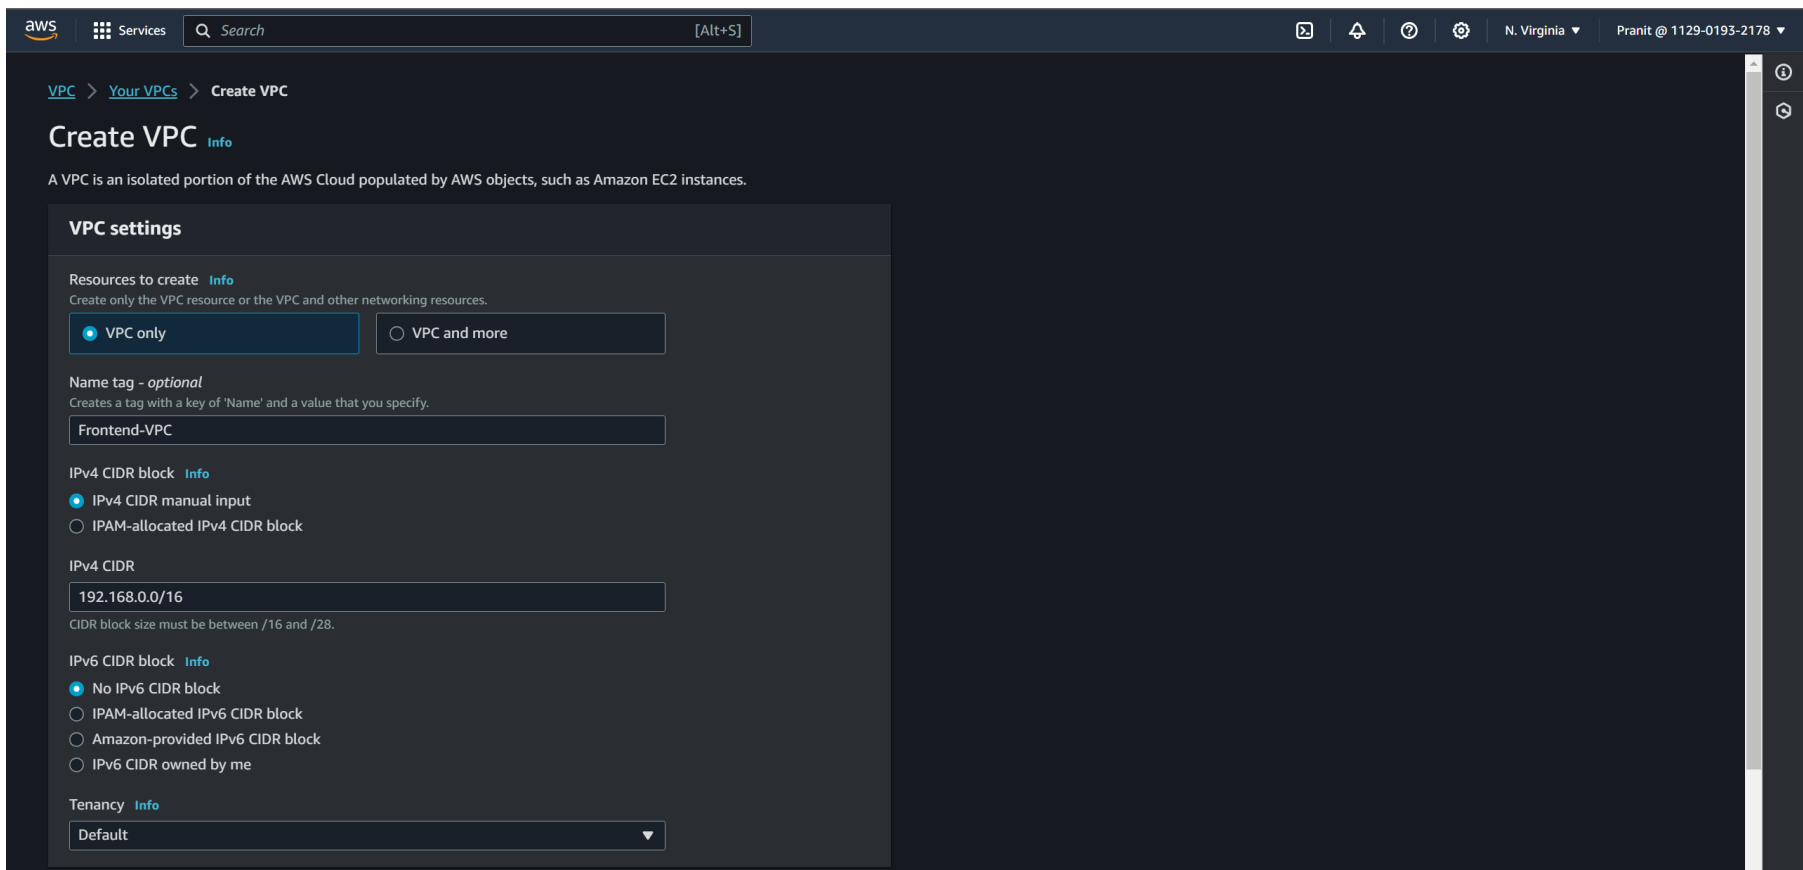 aws Services Search [Alt+S] N. Virginia Pranit @ 1129-0193-2178
VPC > Your VPCs > Create VPC
Create VPC Info
A VPC is an isolated portion of the AWS Cloud populated by AWS objects, such as Amazon EC2 instances.
VPC settings
Resources to create Info
Create only the VPC resource or the VPC and other networking resources.
VPC only VPC and more
Name tag - optional
Creates a tag with a key of 'Name' and a value that you specify.
Frontend-VPC
IPv4 CIDR block Info
IPv4 CIDR manual input
IPAM-allocated IPv4 CIDR block
IPv4 CIDR
192.168.0.0/16
CIDR block size must be between /16 and /28.
IPv6 CIDR block Info
No IPv6 CIDR block
IPAM-allocated IPv6 CIDR block
Amazon-provided IPv6 CIDR block
IPv6 CIDR owned by me
Tenancy Info
Default